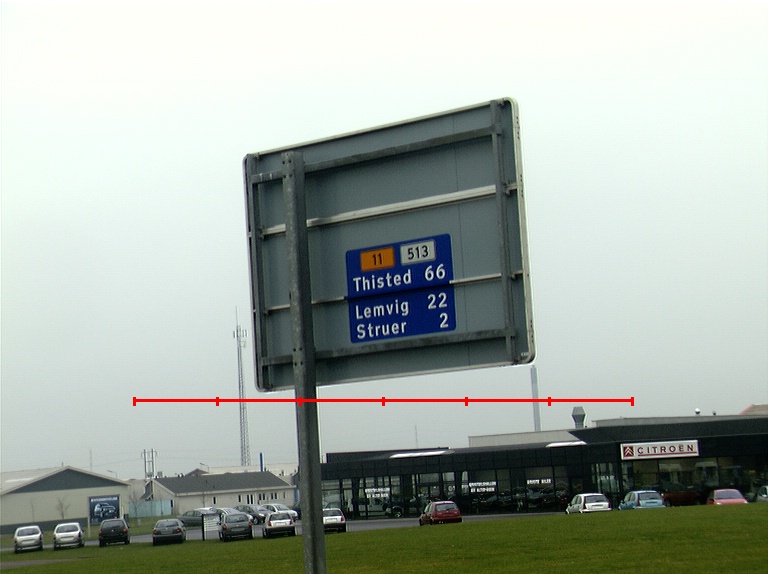 11 513
Thisted 66
Lemvig 22
Struer 2
CITROËN